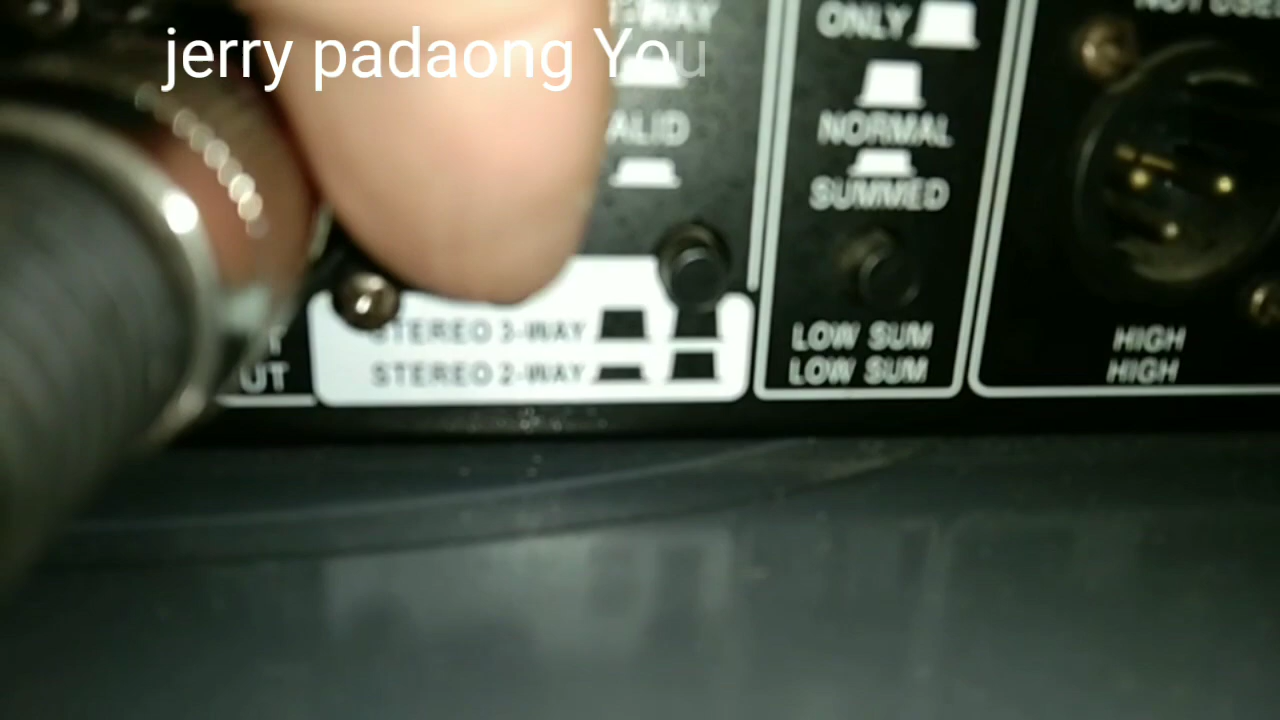 jerry padaong You
ONLY
NORMAL
SUMMED
STEREO 3-WAY
STEREO 2-WAY
LOW SUM
LOW SUM
HIGH
HIGH